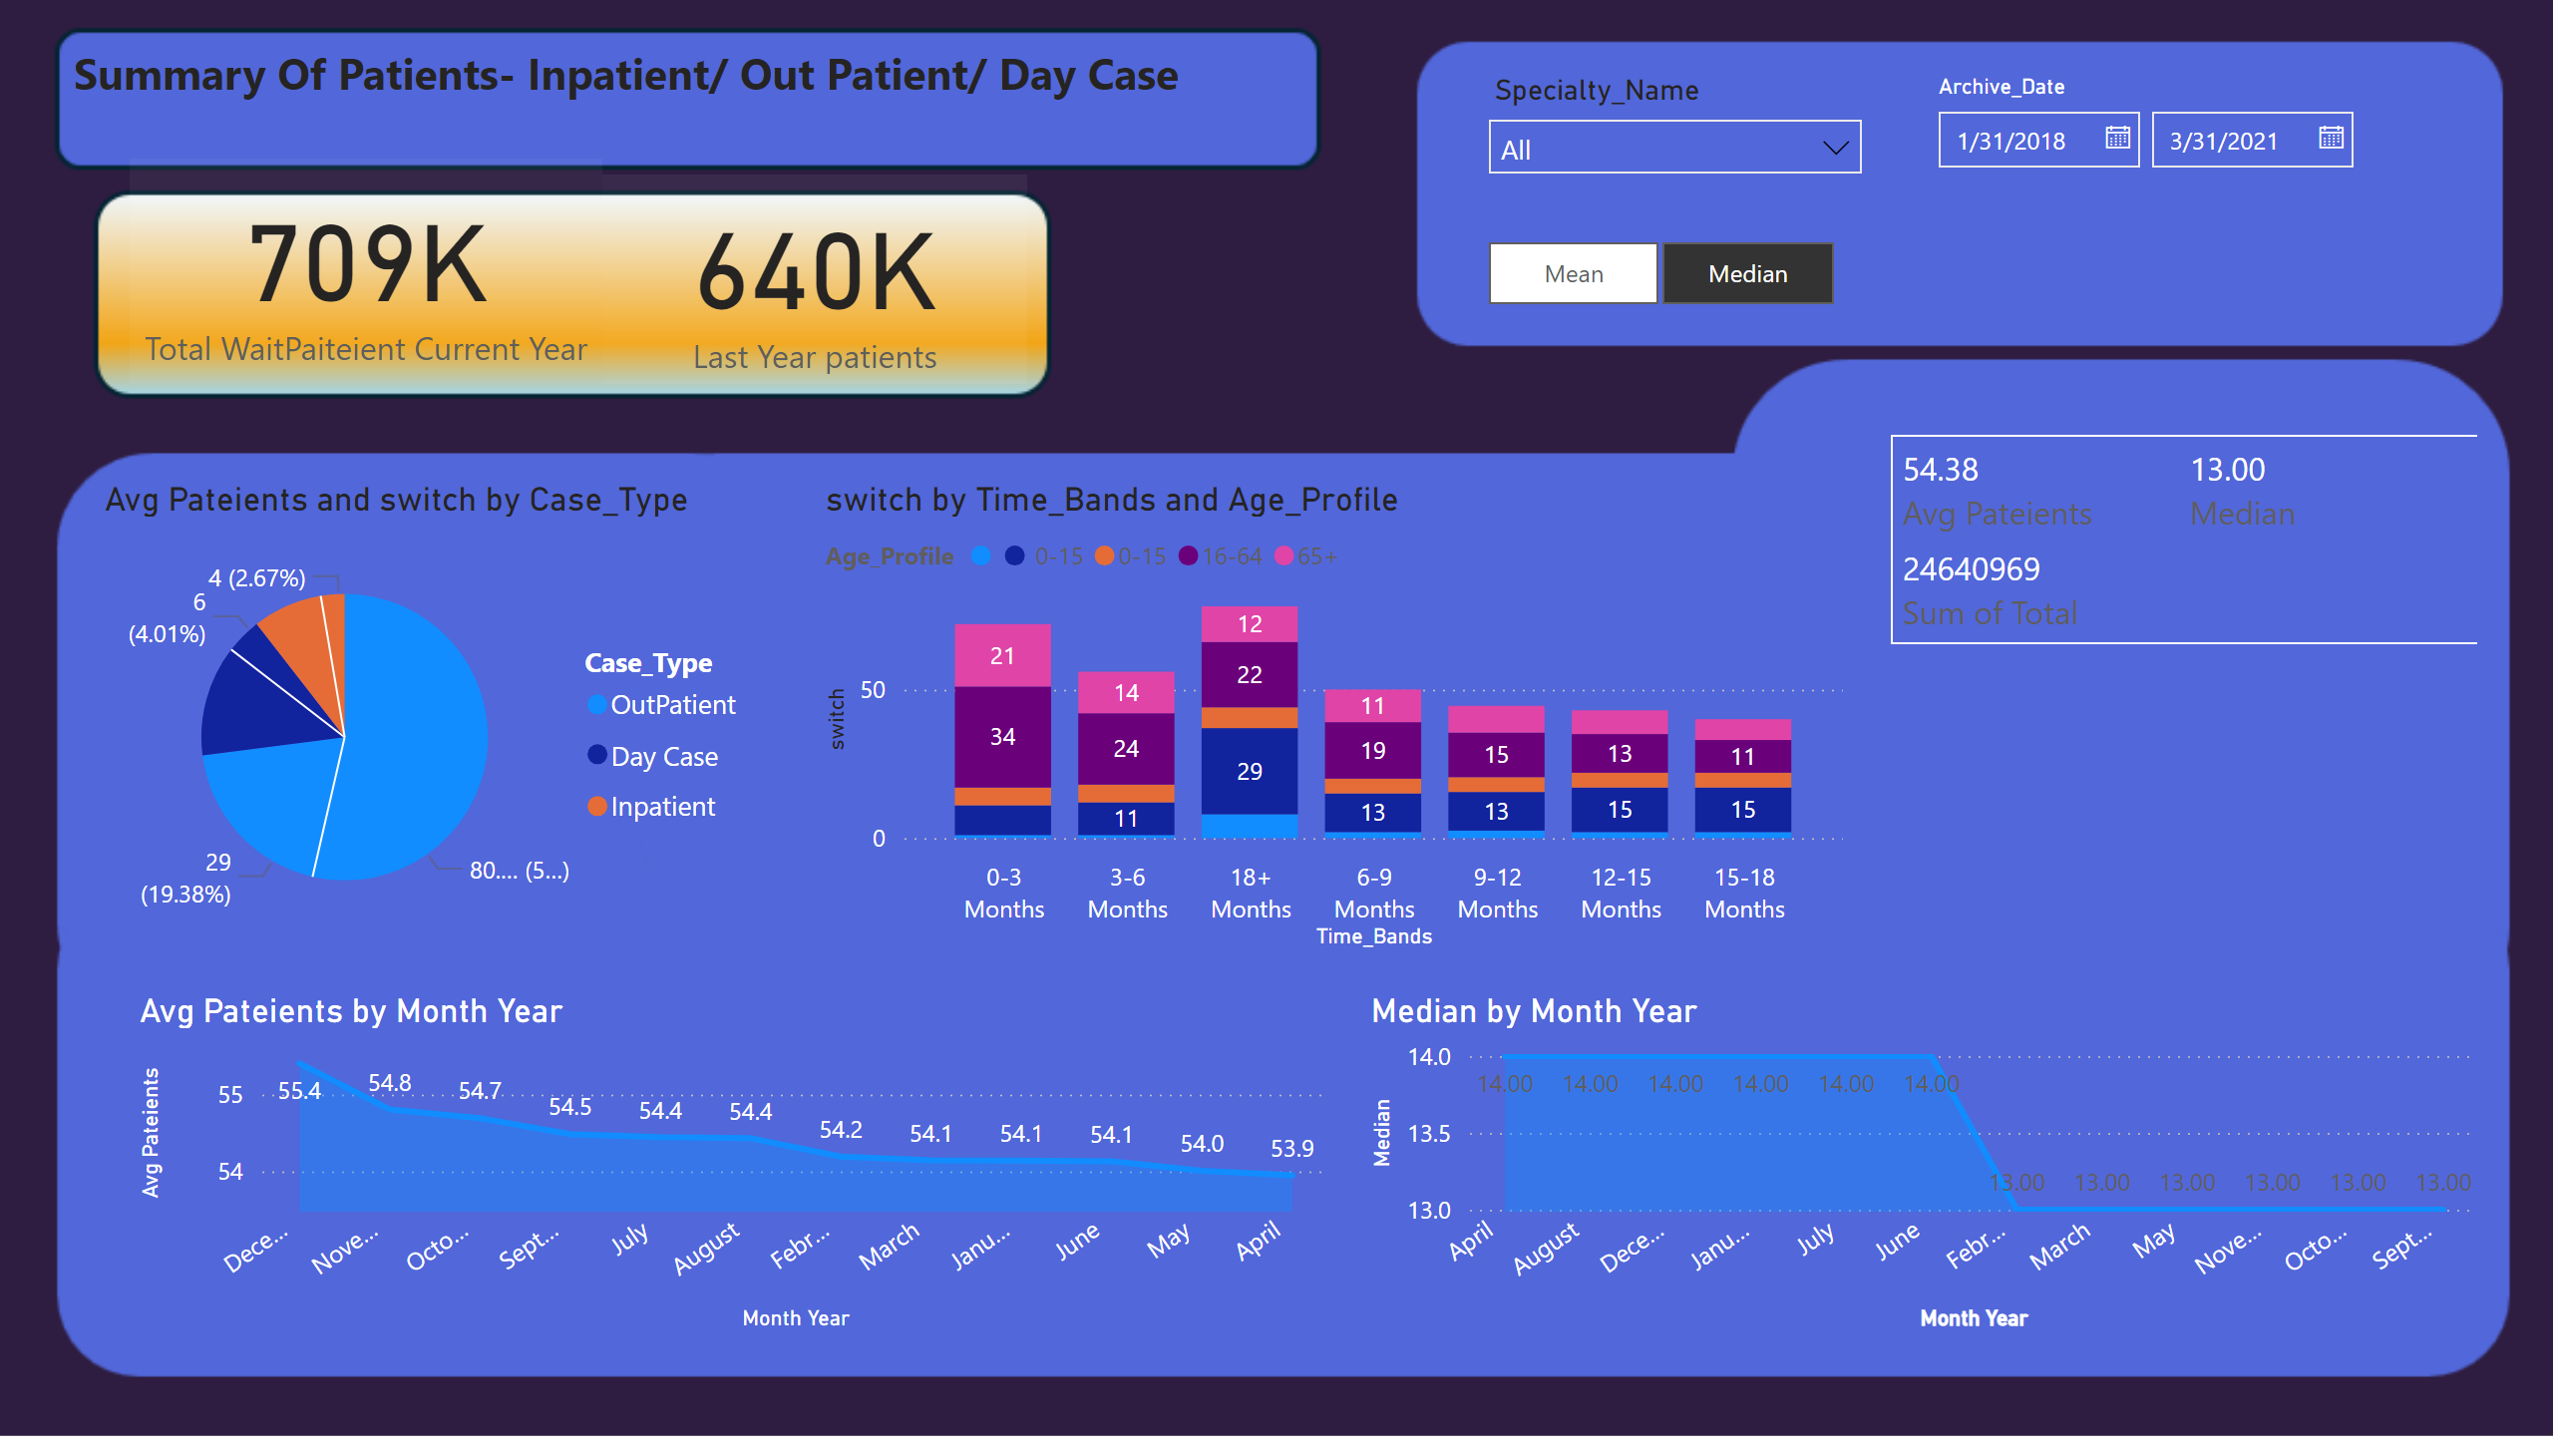 Summary Of Patients- Inpatient/ Out Patient/ Day Case
Specialty_Name
All
Archive_Date
1/31/2018
3/31/2021
Mean
Median
709K
Total WaitPaiteient Current Year
640K
Last Year patients
54.38
Avg Pateients
13.00
Median
24640969
Sum of Total
Avg Pateients and switch by Case_Type
4 (2.67%)
6
(4.01%)
29
(19.38%)
80.... (5...)
Case_Type
OutPatient
Day Case
Inpatient
switch by Time_Bands and Age_Profile
Age_Profile
0-15
0-15
16-64
65+
switch
50
0
21
34
14
24
11
12
22
29
11
19
13
15
13
13
15
11
15
0-3
Months
3-6
Months
18+
Months
6-9
Months
9-12
Months
12-15
Months
15-18
Months
Time_Bands
Avg Pateients by Month Year
Avg Pateients
55
54
55.4
54.8
54.7
54.5
54.4
54.4
54.2
54.1
54.1
54.1
54.0
53.9
Dece...
Nove...
Octo...
Sept...
July
August
Febr...
March
Janu...
June
May
April
Month Year
Median by Month Year
Median
14.0
13.5
13.0
14.00
14.00
14.00
14.00
14.00
14.00
13.00
13.00
13.00
13.00
13.00
13.00
April
August
Dece...
Janu...
July
June
Febr...
March
May
Nove...
Octo...
Sept...
Month Year